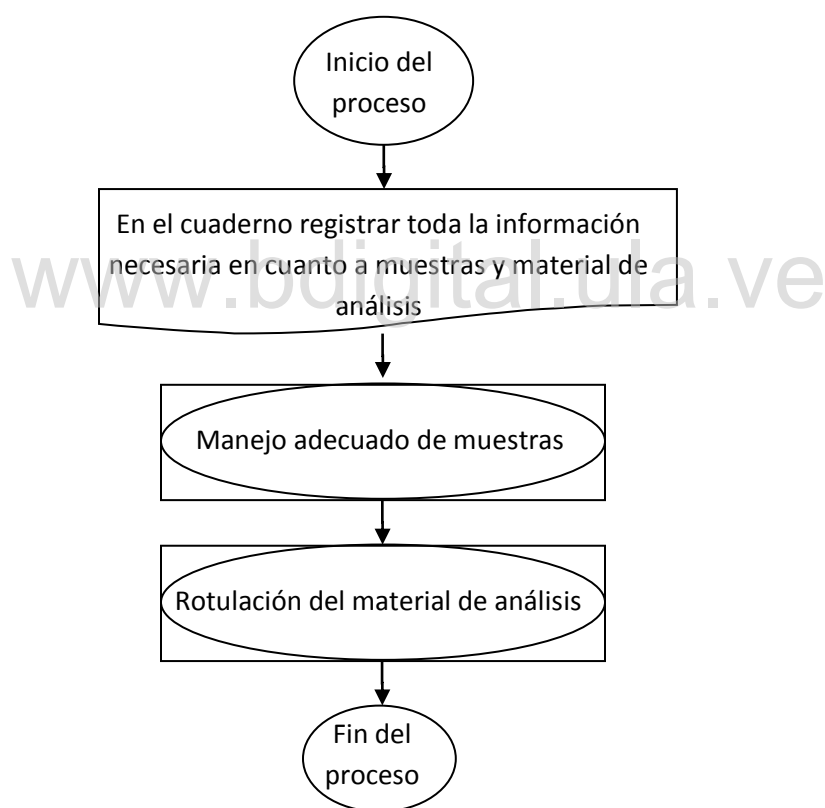 Inicio del
proceso
En el cuaderno registrar toda la información
necesaria en cuanto a muestras y material de
análisis
www.bdigital.ula.ve
Manejo adecuado de muestras
Rotulación del material de análisis
Fin del
proceso